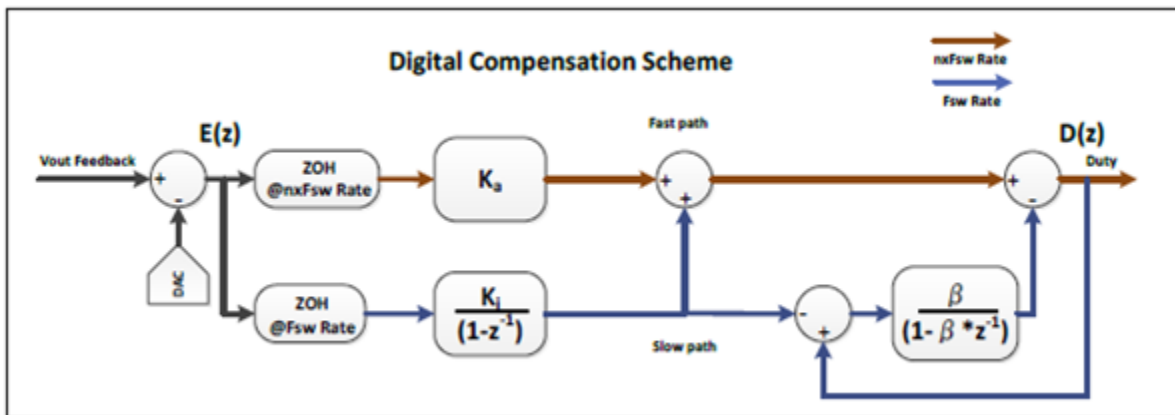 Digital Compensation Scheme
nxFsw Rate
Fsw Rate
E(z)
Fast path
D(z)
Vout Feedback
Duty
+
-
ZOH
@nxFsw Rate
Ka
+
+
+
-
DAC
ZOH
@Fsw Rate
Ki
(1-z⁻¹)
Slow path
-
+
β
(1- β *z⁻¹)